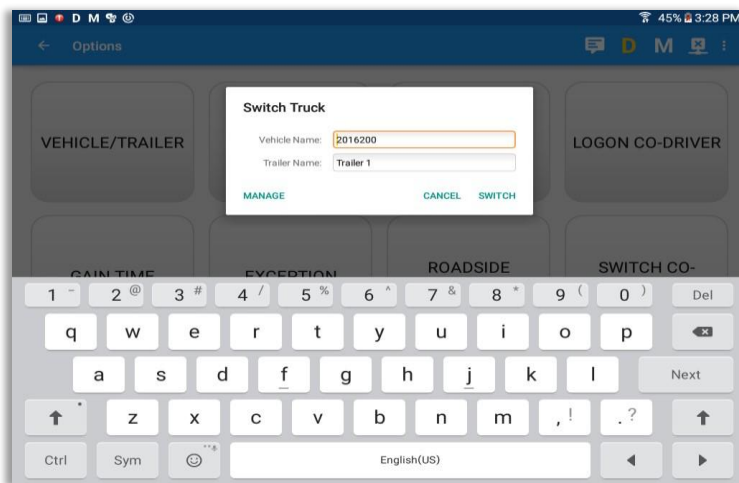 D M 45% 3:28 PM
← Options D M
VEHICLE/TRAILER LOGON CO-DRIVER
Switch Truck
Vehicle Name: 2016200
Trailer Name: Trailer 1
MANAGE CANCEL SWITCH
GAIN TIME EXCEPTION ROADSIDE SWITCH CO-
1 - 2 @ 3 # 4 / 5 % 6 ^ 7 & 8 * 9 ( 0 ) Del
q w e r t y u i o p
a s d f g h j k l Next
z x c v b n m , ! . ?
Ctrl Sym English(US)